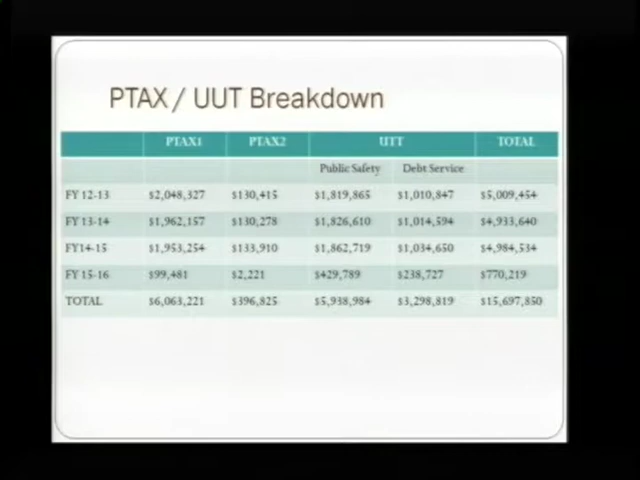 PTAX / UUT Breakdown
PTAX1 PTAX2 UTT TOTAL
Public Safety Debt Service
FY 12-13 $2,048,327 $130,415 $1,819,865 $1,010,847 $5,009,454
FY 13-14 $1,962,157 $130,278 $1,826,610 $1,014,594 $4,933,640
FY14-15 $1,953,254 $133,910 $1,862,719 $1,034,650 $4,984,534
FY 15-16 $99,481 $2,221 $429,789 $238,727 $770,219
TOTAL $6,063,221 $396,825 $5,938,984 $3,298,819 $15,697,850